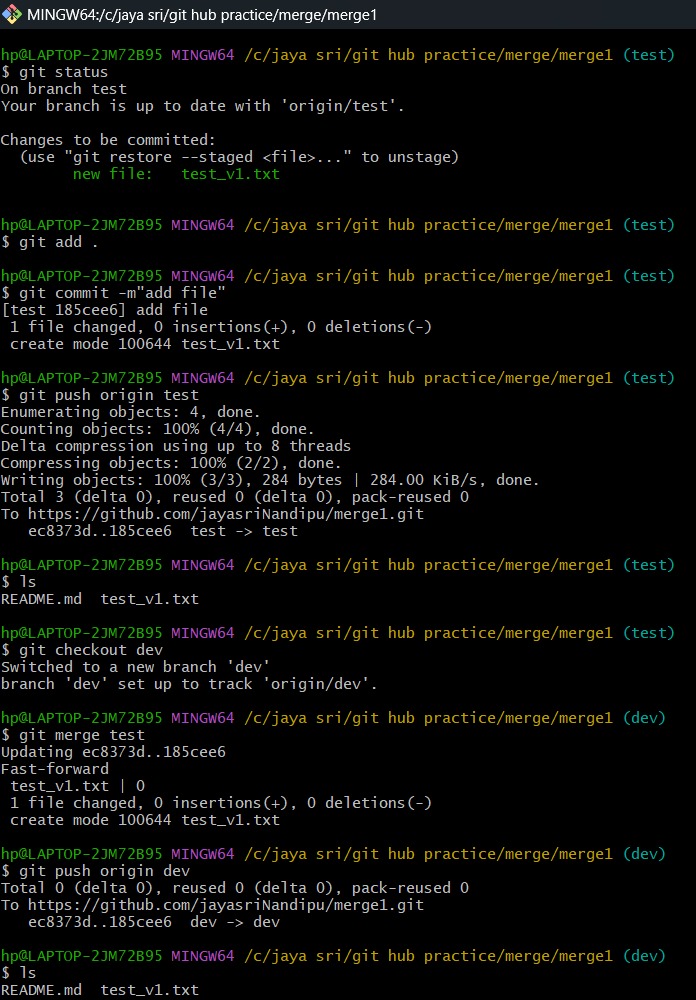 MINGW64:/c/jaya sri/git hub practice/merge/merge1
hp@LAPTOP-2JM72B95 MINGW64 /c/jaya sri/git hub practice/merge/merge1 (test)
$ git status
On branch test
Your branch is up to date with 'origin/test'.
Changes to be committed:
  (use "git restore --staged <file>..." to unstage)
        new file:   test_v1.txt
hp@LAPTOP-2JM72B95 MINGW64 /c/jaya sri/git hub practice/merge/merge1 (test)
$ git add .
hp@LAPTOP-2JM72B95 MINGW64 /c/jaya sri/git hub practice/merge/merge1 (test)
$ git commit -m"add file"
[test 185cee6] add file
 1 file changed, 0 insertions(+), 0 deletions(-)
 create mode 100644 test_v1.txt
hp@LAPTOP-2JM72B95 MINGW64 /c/jaya sri/git hub practice/merge/merge1 (test)
$ git push origin test
Enumerating objects: 4, done.
Counting objects: 100% (4/4), done.
Delta compression using up to 8 threads
Compressing objects: 100% (2/2), done.
Writing objects: 100% (3/3), 284 bytes | 284.00 KiB/s, done.
Total 3 (delta 0), reused 0 (delta 0), pack-reused 0
To https://github.com/jayasriNandipu/merge1.git
   ec8373d..185cee6  test -> test
hp@LAPTOP-2JM72B95 MINGW64 /c/jaya sri/git hub practice/merge/merge1 (test)
$ ls
README.md  test_v1.txt
hp@LAPTOP-2JM72B95 MINGW64 /c/jaya sri/git hub practice/merge/merge1 (test)
$ git checkout dev
Switched to a new branch 'dev'
branch 'dev' set up to track 'origin/dev'.
hp@LAPTOP-2JM72B95 MINGW64 /c/jaya sri/git hub practice/merge/merge1 (dev)
$ git merge test
Updating ec8373d..185cee6
Fast-forward
 test_v1.txt | 0
 1 file changed, 0 insertions(+), 0 deletions(-)
 create mode 100644 test_v1.txt
hp@LAPTOP-2JM72B95 MINGW64 /c/jaya sri/git hub practice/merge/merge1 (dev)
$ git push origin dev
Total 0 (delta 0), reused 0 (delta 0), pack-reused 0
To https://github.com/jayasriNandipu/merge1.git
   ec8373d..185cee6  dev -> dev
hp@LAPTOP-2JM72B95 MINGW64 /c/jaya sri/git hub practice/merge/merge1 (dev)
$ ls
README.md  test_v1.txt